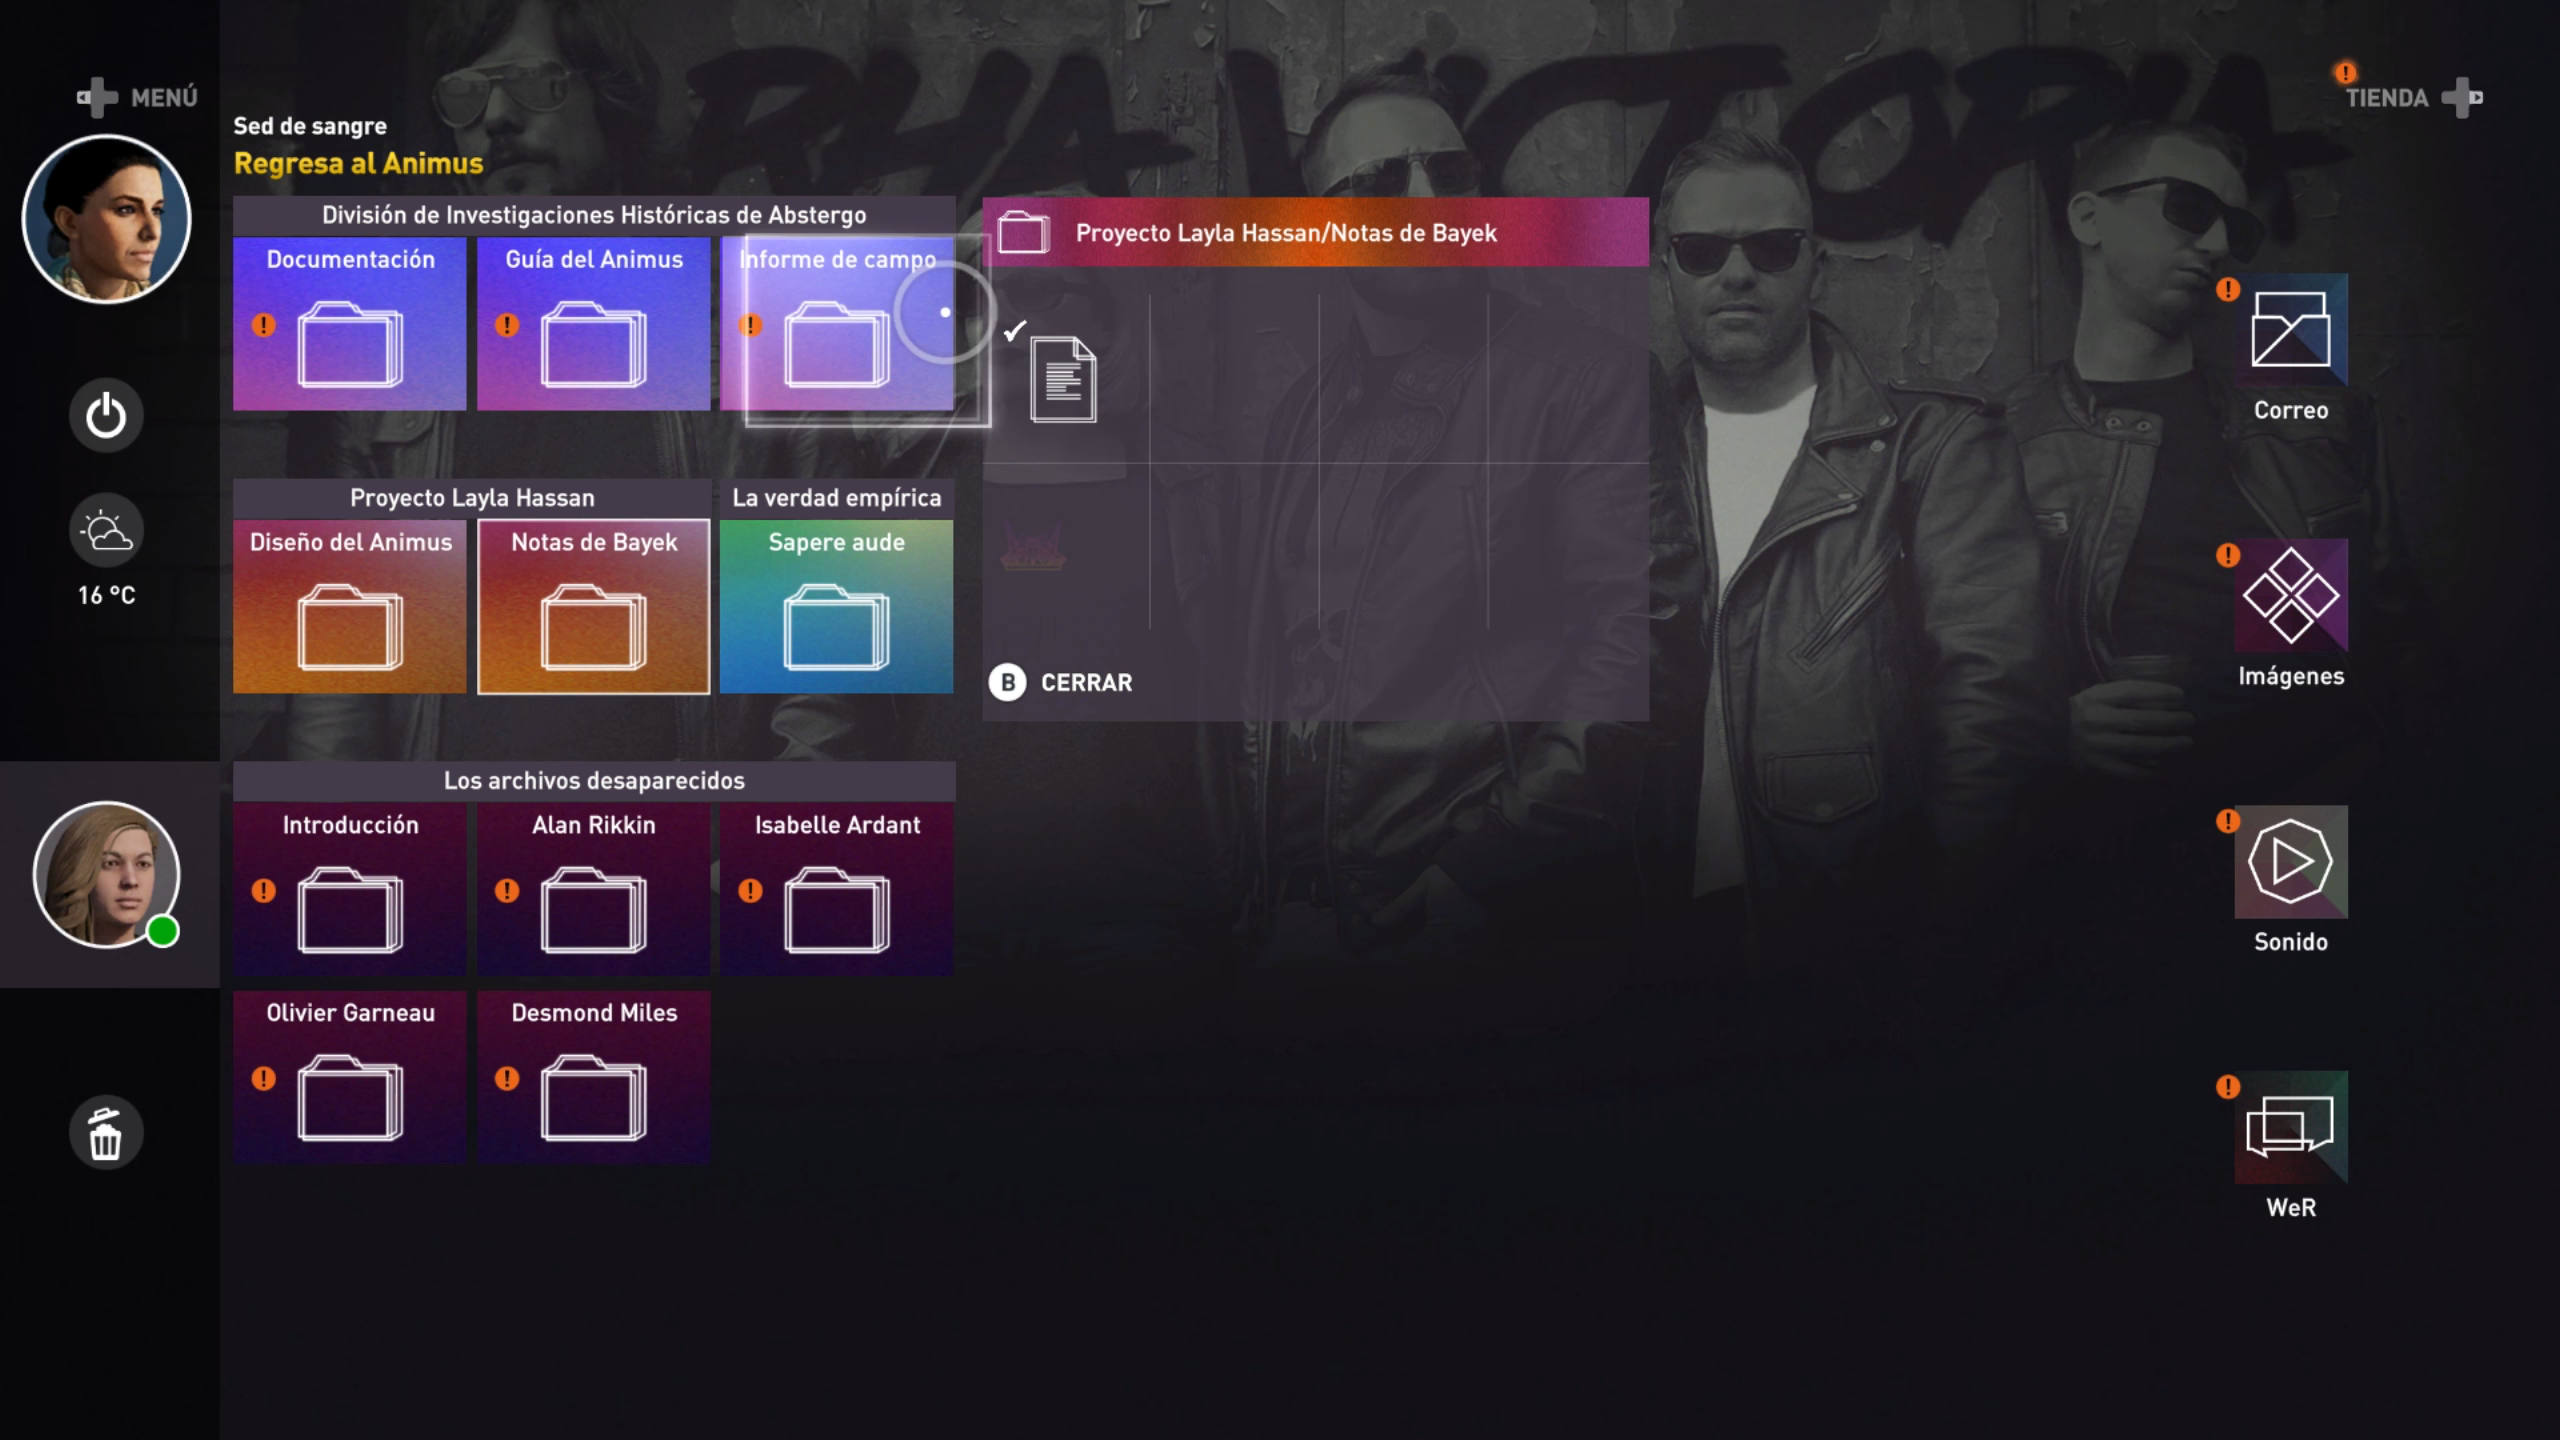 MENÚ
TIENDA
Sed de sangre
Regresa al Animus
División de Investigaciones Históricas de Abstergo
Documentación
Guía del Animus
Informe de campo
Proyecto Layla Hassan/Notas de Bayek
B CERRAR
Proyecto Layla Hassan
La verdad empírica
Diseño del Animus
Notas de Bayek
Sapere aude
Los archivos desaparecidos
Introducción
Alan Rikkin
Isabelle Ardant
Olivier Garneau
Desmond Miles
16 °C
Correo
Imágenes
Sonido
WeR